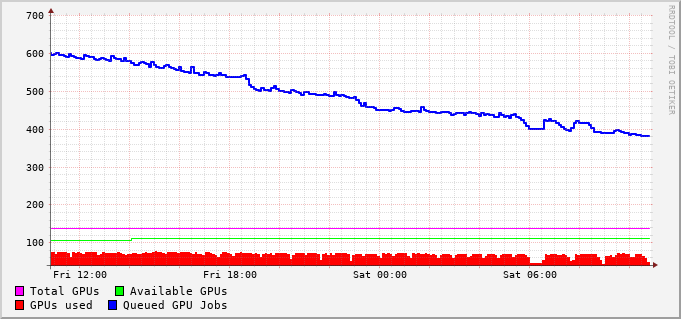 700
600
500
400
300
200
100
Fri 12:00 Fri 18:00 Sat 00:00 Sat 06:00
Total GPUs Available GPUs
GPUs used Queued GPU Jobs
RRDTOOL / TOBI OETIKER